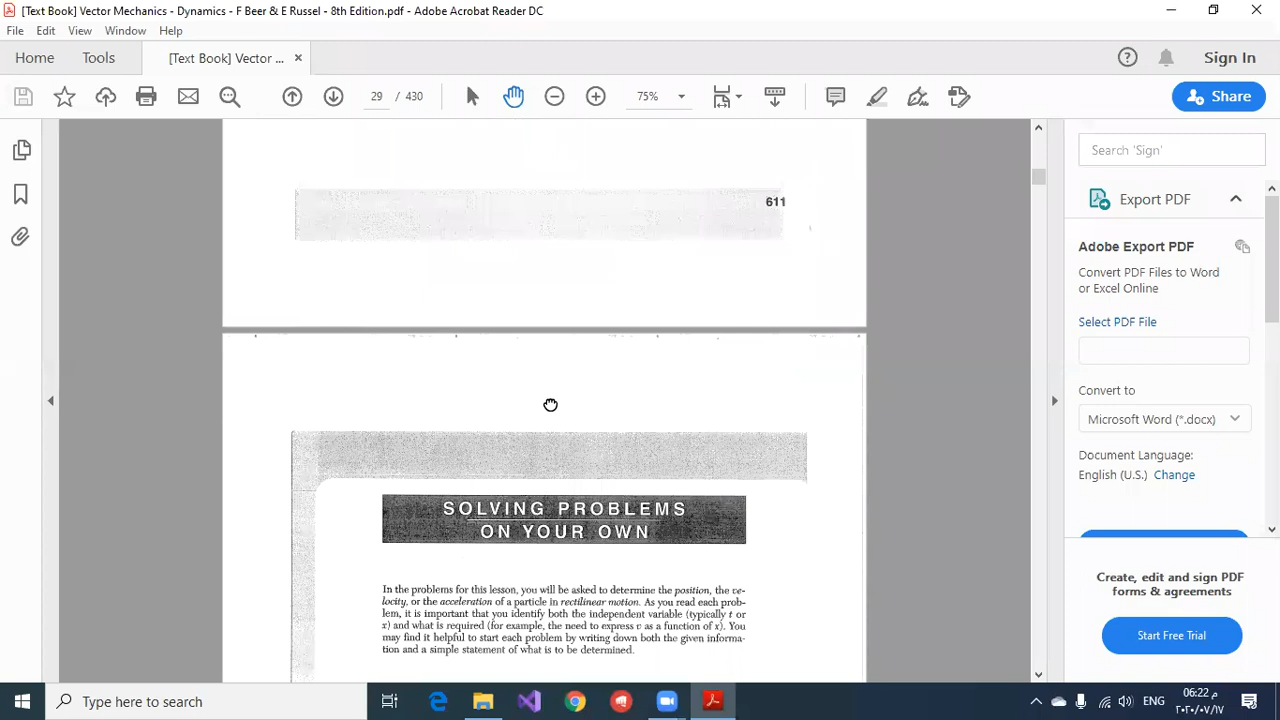 [Text Book] Vector Mechanics - Dynamics - F Beer & E Russel - 8th Edition.pdf - Adobe Acrobat Reader DC
File Edit View Window Help
Home Tools [Text Book] Vector ... ×
Sign In
29 / 430
75%
Share
611
SOLVING PROBLEMS
ON YOUR OWN
In the problems for this lesson, you will be asked to determine the position, the ve-
locity, or the acceleration of a particle in rectilinear motion. As you read each prob-
lem, it is important that you identify both the independent variable (typically t or
x) and what is required (for example, the need to express v as a function of x). You
may find it helpful to start each problem by writing down both the given informa-
tion and a simple statement of what is to be determined.
Search 'Sign'
Export PDF
Adobe Export PDF
Convert PDF Files to Word
or Excel Online
Select PDF File
Convert to
Microsoft Word (*.docx)
Document Language:
English (U.S.) Change
Create, edit and sign PDF
forms & agreements
Start Free Trial
Type here to search
ENG
06:22 م
٢٠٢٠/٠٧/١٧